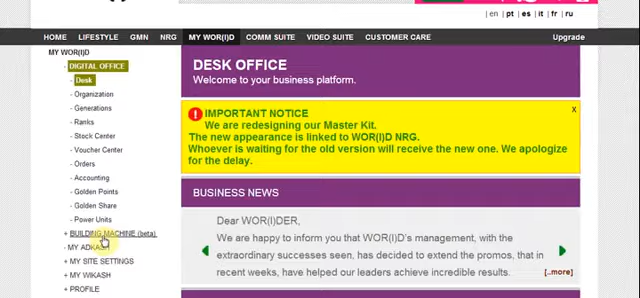 | en | pt | es | it | fr | ru
HOME LIFESTYLE GMN NRG MY WOR(I)D COMM SUITE VIDEO SUITE CUSTOMER CARE Upgrade
MY WOR(I)D
- DIGITAL OFFICE
- Desk
- Organization
- Generations
- Ranks
- Stock Center
- Voucher Center
- Orders
- Accounting
- Golden Points
- Golden Share
- Power Units
+ BUILDING MACHINE (beta)
- MY ADKASH
+ MY SITE SETTINGS
+ MY WIKASH
+ PROFILE
DESK OFFICE
Welcome to your business platform.
X
IMPORTANT NOTICE
We are redesigning our Master Kit.
The new appearance is linked to WOR(I)D NRG.
Whoever is waiting for the old version will receive the new one. We apologize
for the delay.
BUSINESS NEWS
Dear WOR(I)DER,
We are happy to inform you that WOR(I)D's management, with the
extraordinary successes seen, has decided to extend the promos, that in
recent weeks, have helped our leaders achieve incredible results.
[..more]